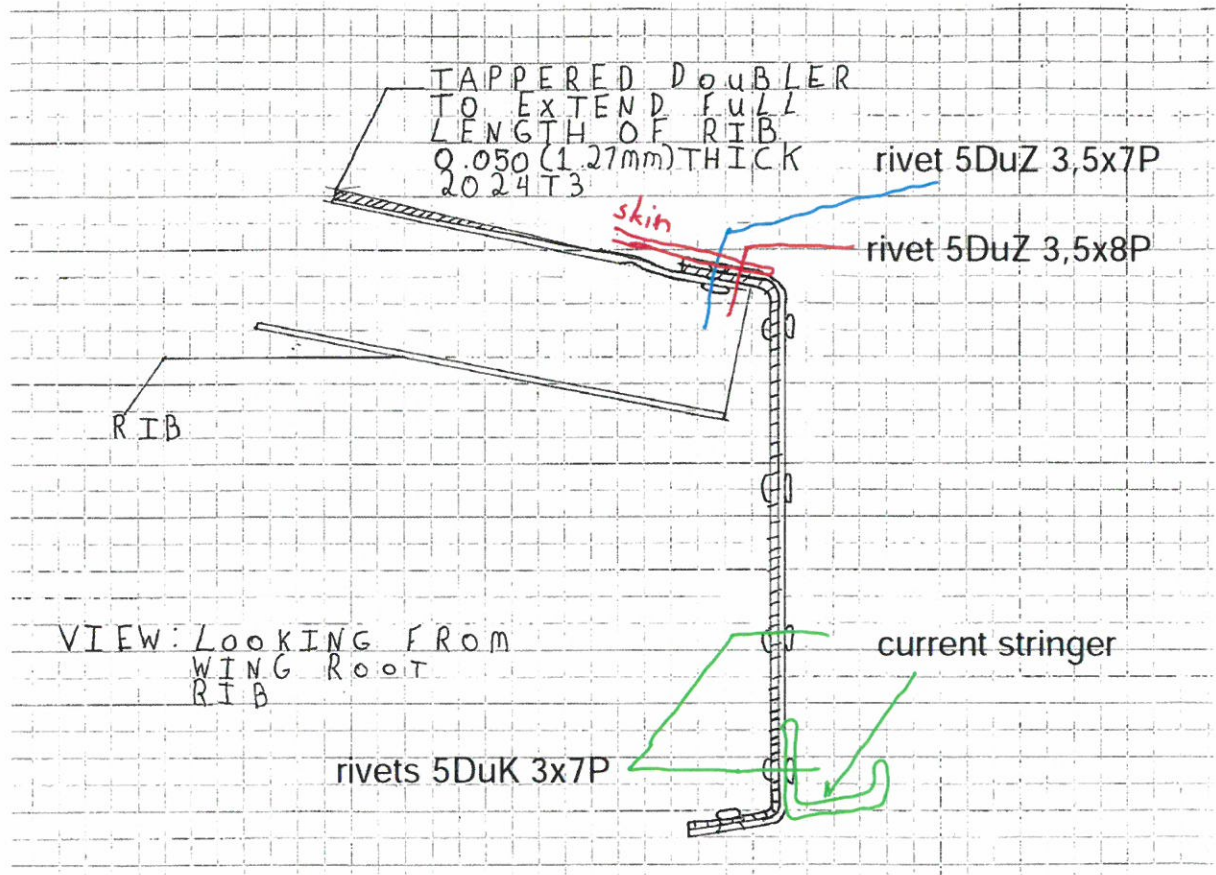 TAPPERED DOuBLER
TO EXTEND FuLL
LENGTH OF RIB
0.050 (1.27mm) THICK
2024T3
rivet 5DuZ 3,5x7P
skin
rivet 5DuZ 3,5x8P
RIB
VIEW: LOOKING FROM
WING ROOT
RIB
current stringer
rivets 5DuK 3x7P